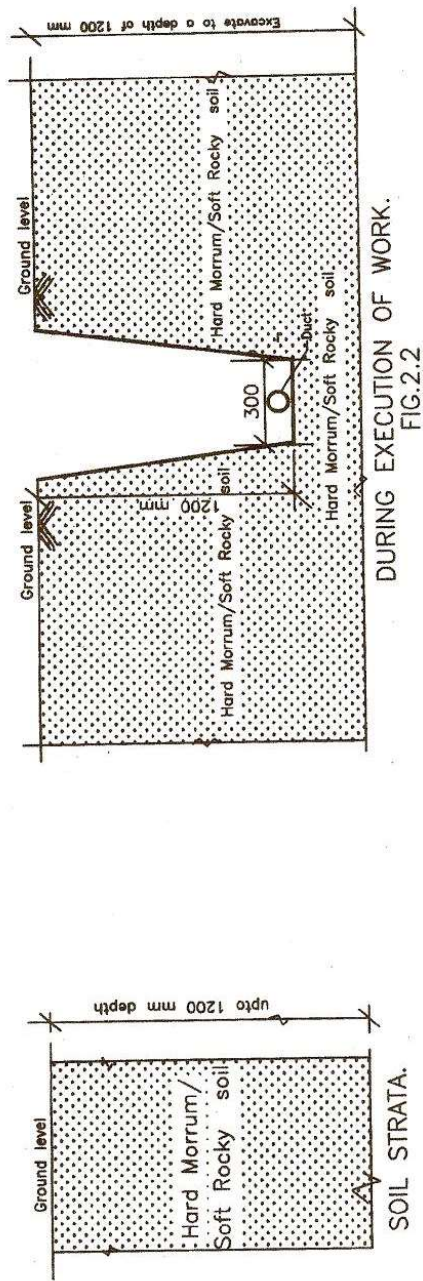 Ground level
Hard Morrum/
Soft Rocky soil
upto 1200 mm depth
SOIL STRATA.
Ground level
Ground level
Excavate to a depth of 1200 mm
1200 mm
Hard Morrum/Soft Rocky soil
Hard Morrum/Soft Rocky soil
300
Duct
Hard Morrum/Soft Rocky soil
DURING EXECUTION OF WORK.
FIG.2.2